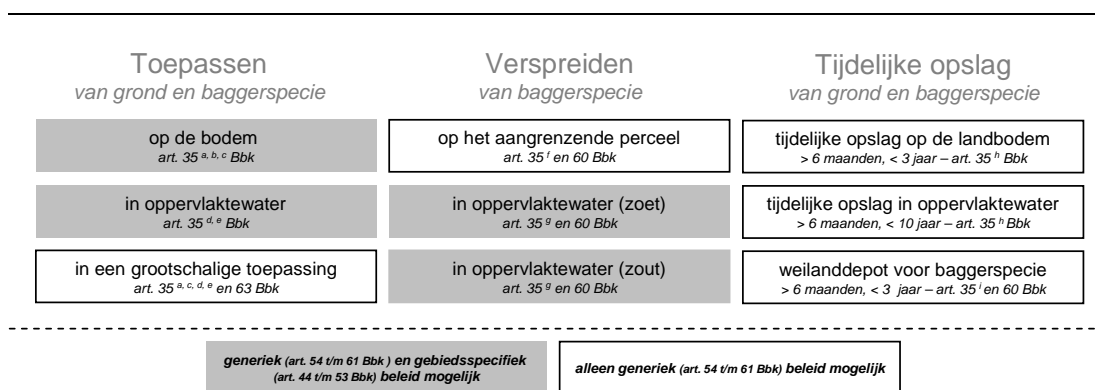 Toepassen
van grond en baggerspecie
op de bodem
art. 35 a, b, c Bbk
in oppervlaktewater
art. 35 d, e Bbk
in een grootschalige toepassing
art. 35 a, c, d, e en 63 Bbk
Verspreiden
van baggerspecie
op het aangrenzende perceel
art. 35 f en 60 Bbk
in oppervlaktewater (zoet)
art. 35 g en 60 Bbk
in oppervlaktewater (zout)
art. 35 g en 60 Bbk
Tijdelijke opslag
van grond en baggerspecie
tijdelijke opslag op de landbodem
> 6 maanden, < 3 jaar – art. 35 h Bbk
tijdelijke opslag in oppervlaktewater
> 6 maanden, < 10 jaar – art. 35 h Bbk
weilanddepot voor baggerspecie
> 6 maanden, < 3 jaar – art. 35 i en 60 Bbk
generiek (art. 54 t/m 61 Bbk ) en gebiedsspecifiek
(art. 44 t/m 53 Bbk) beleid mogelijk
alleen generiek (art. 54 t/m 61 Bbk) beleid mogelijk